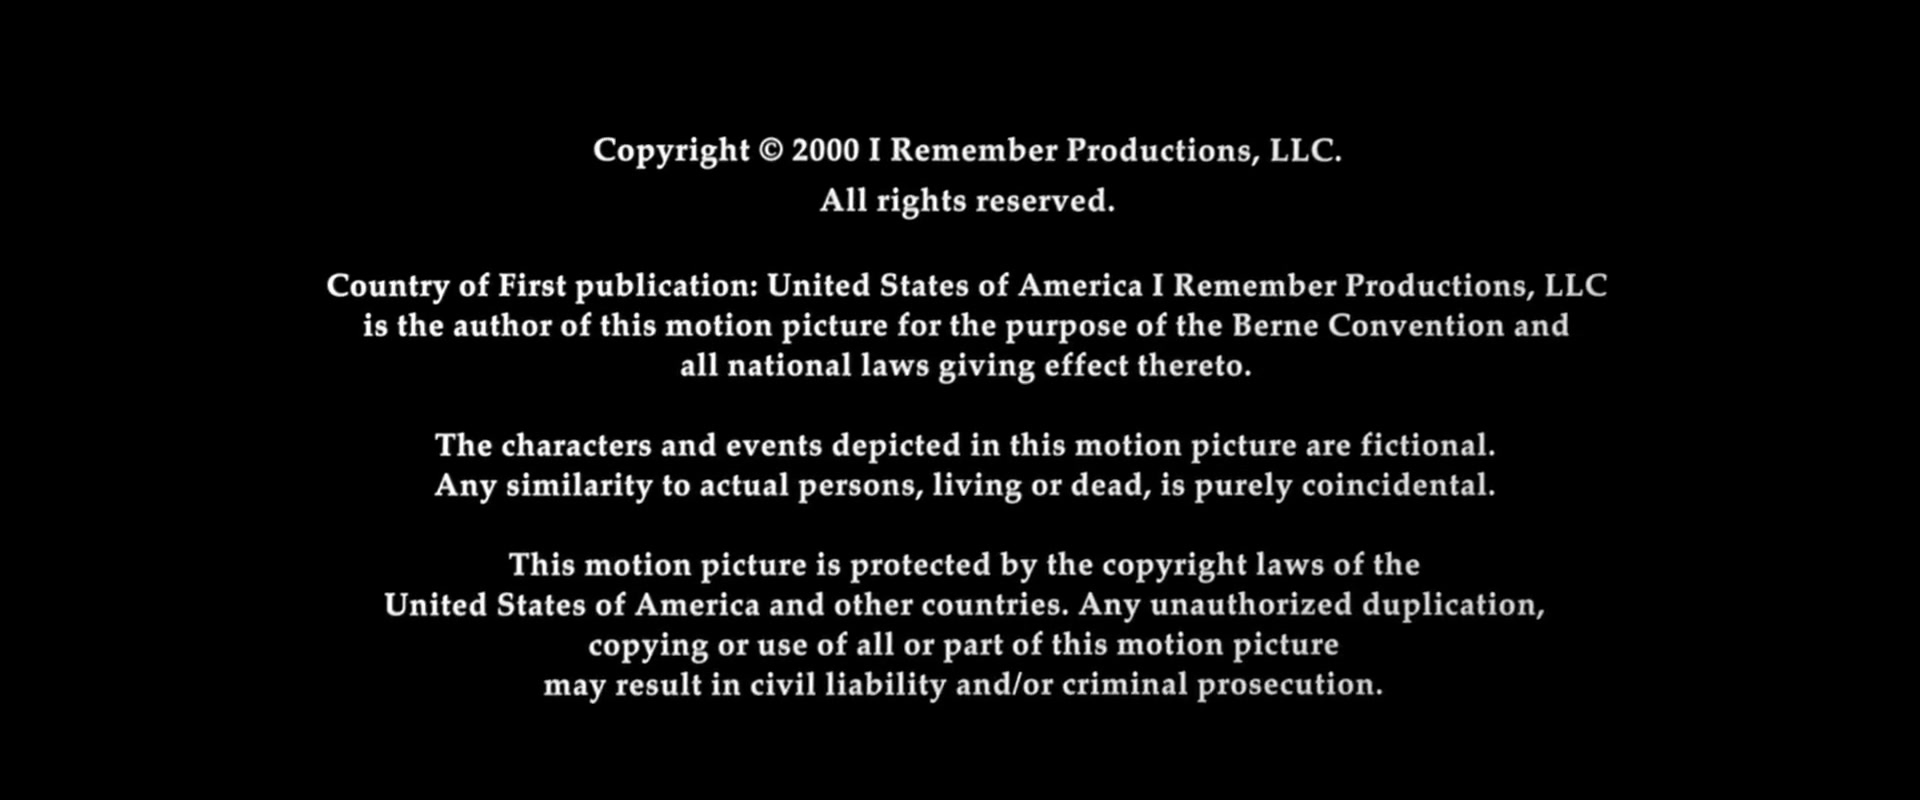 Copyright © 2000 I Remember Productions, LLC.
All rights reserved.
Country of First publication: United States of America I Remember Productions, LLC
is the author of this motion picture for the purpose of the Berne Convention and
all national laws giving effect thereto.
The characters and events depicted in this motion picture are fictional.
Any similarity to actual persons, living or dead, is purely coincidental.
This motion picture is protected by the copyright laws of the
United States of America and other countries. Any unauthorized duplication,
copying or use of all or part of this motion picture
may result in civil liability and/or criminal prosecution.